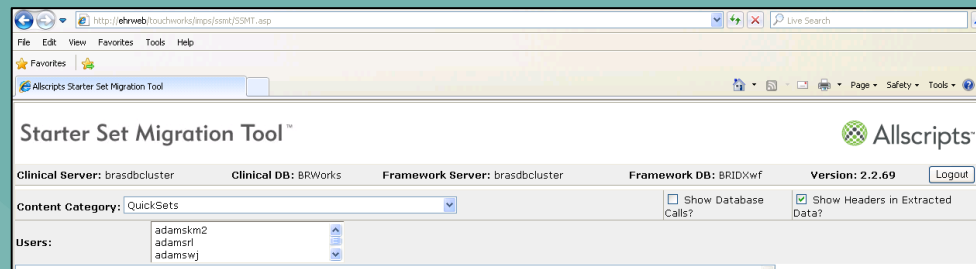 http://ehrweb/touchworks/imps/ssmt/SSMT.asp
Live Search
File Edit View Favorites Tools Help
Favorites
Allscripts Starter Set Migration Tool
Page Safety Tools
Starter Set Migration Tool™
Allscripts™
Clinical Server: brasdbcluster Clinical DB: BRWorks Framework Server: brasdbcluster Framework DB: BRIDXwf Version: 2.2.69 Logout
Content Category: QuickSets
Show Database Calls?
Show Headers in Extracted Data?
Users:
adamskm2
adamsrl
adamswj